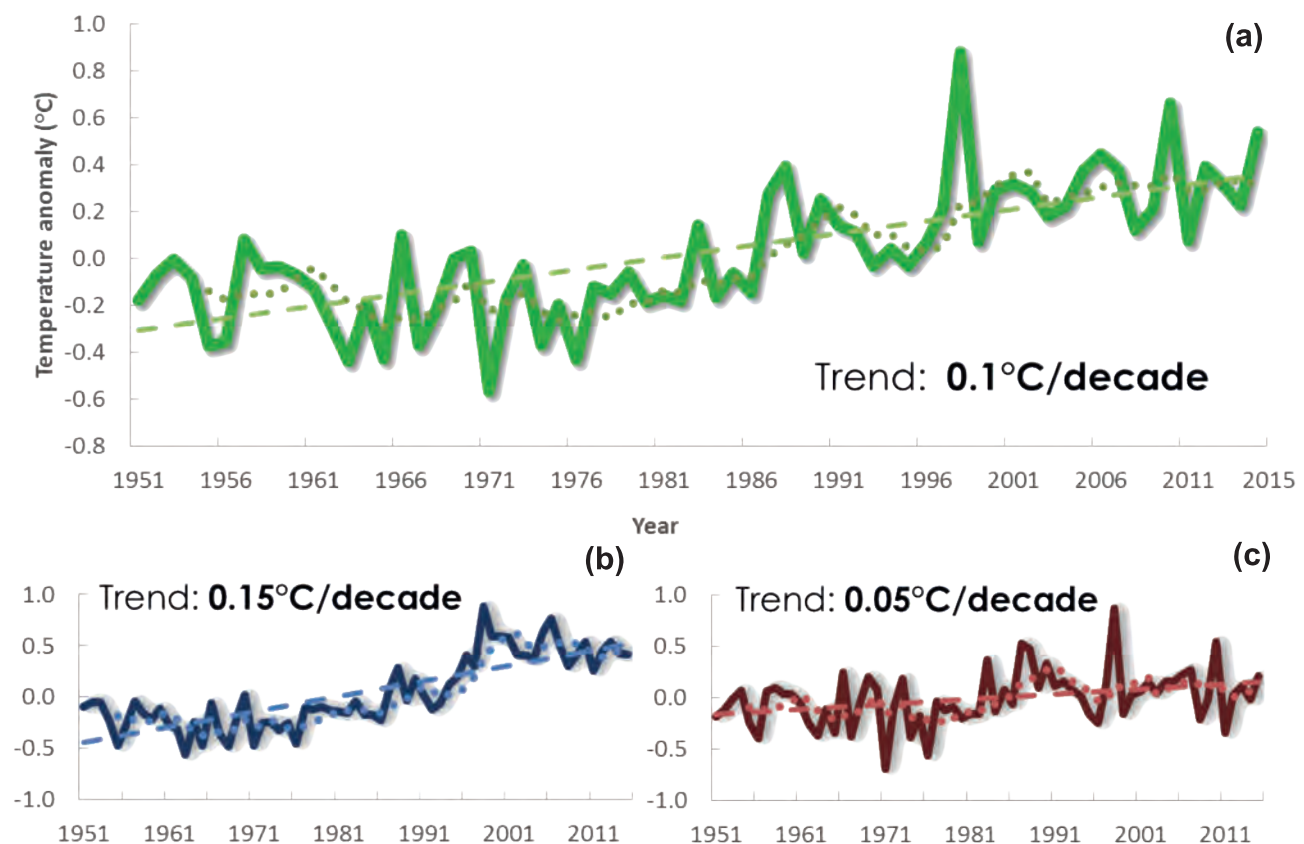 (a)
1.0
0.8
0.6
0.4
0.2
0.0
-0.2
-0.4
-0.6
-0.8
Temperature anomaly (°C)
Trend: 0.1°C/decade
1951 1956 1961 1966 1971 1976 1981 1986 1991 1996 2001 2006 2011 2015
Year
(b)
Trend: 0.15°C/decade
1.0
0.5
0.0
-0.5
-1.0
1951 1961 1971 1981 1991 2001 2011
(c)
Trend: 0.05°C/decade
1.0
0.5
0.0
-0.5
-1.0
1951 1961 1971 1981 1991 2001 2011